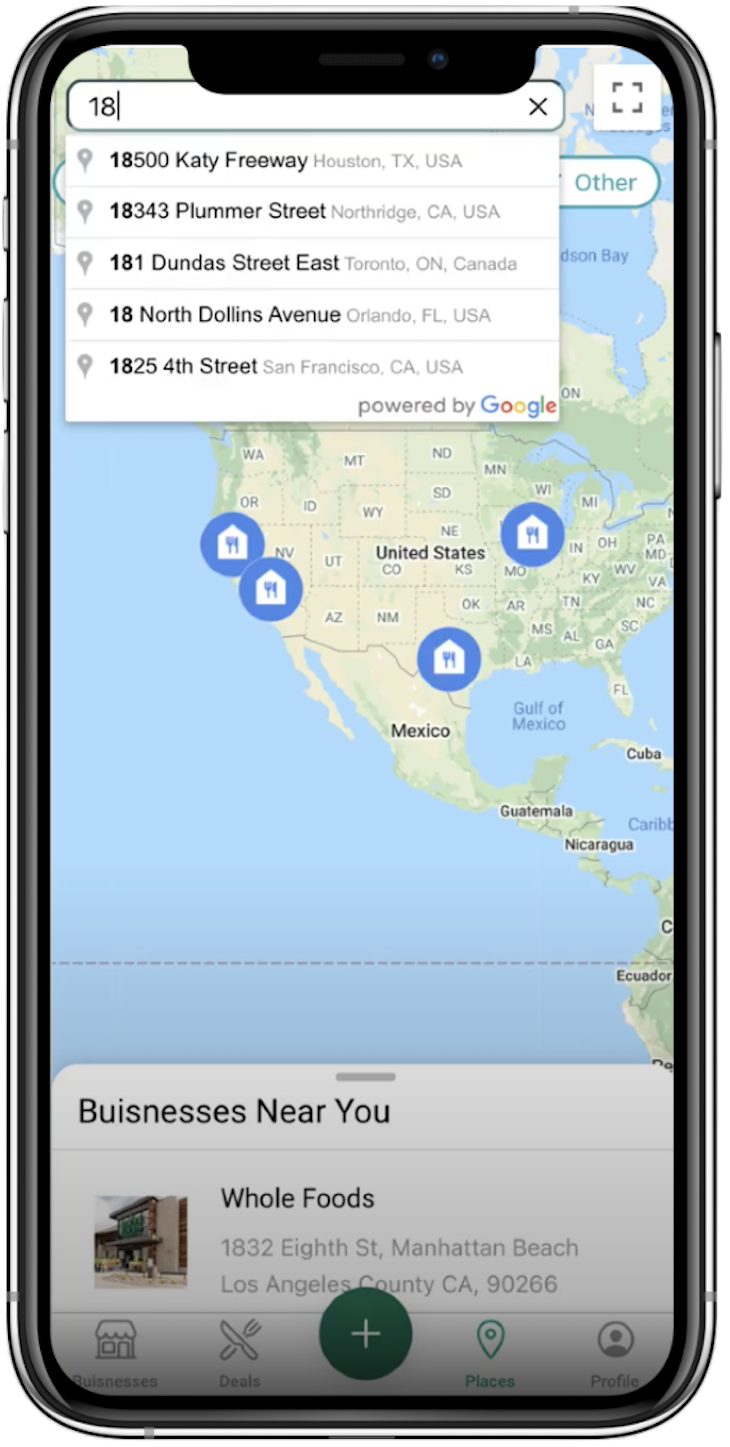 18
18500 Katy Freeway Houston, TX, USA
Other
18343 Plummer Street Northridge, CA, USA
181 Dundas Street East Toronto, ON, Canada
dson Bay
18 North Dollins Avenue Orlando, FL, USA
1825 4th Street San Francisco, CA, USA
ON
powered by Google
WA
MT
ND
MN
OR
ID
WY
SD
WI
MI
NV
UT
United States
CO
NE
KS
MO
IN
OH
PA
MD
KY
WV
VA
AZ
NM
OK
AR
TN
NC
MS
AL
SC
GA
LA
FL
Gulf of
Mexico
Mexico
Cuba
Guatemala
Caribb
Nicaragua
C
Ecuador
Buisnesses Near You
Whole Foods
1832 Eighth St, Manhattan Beach
Los Angeles County CA, 90266
+
Buisnesses
Deals
Places
Profile